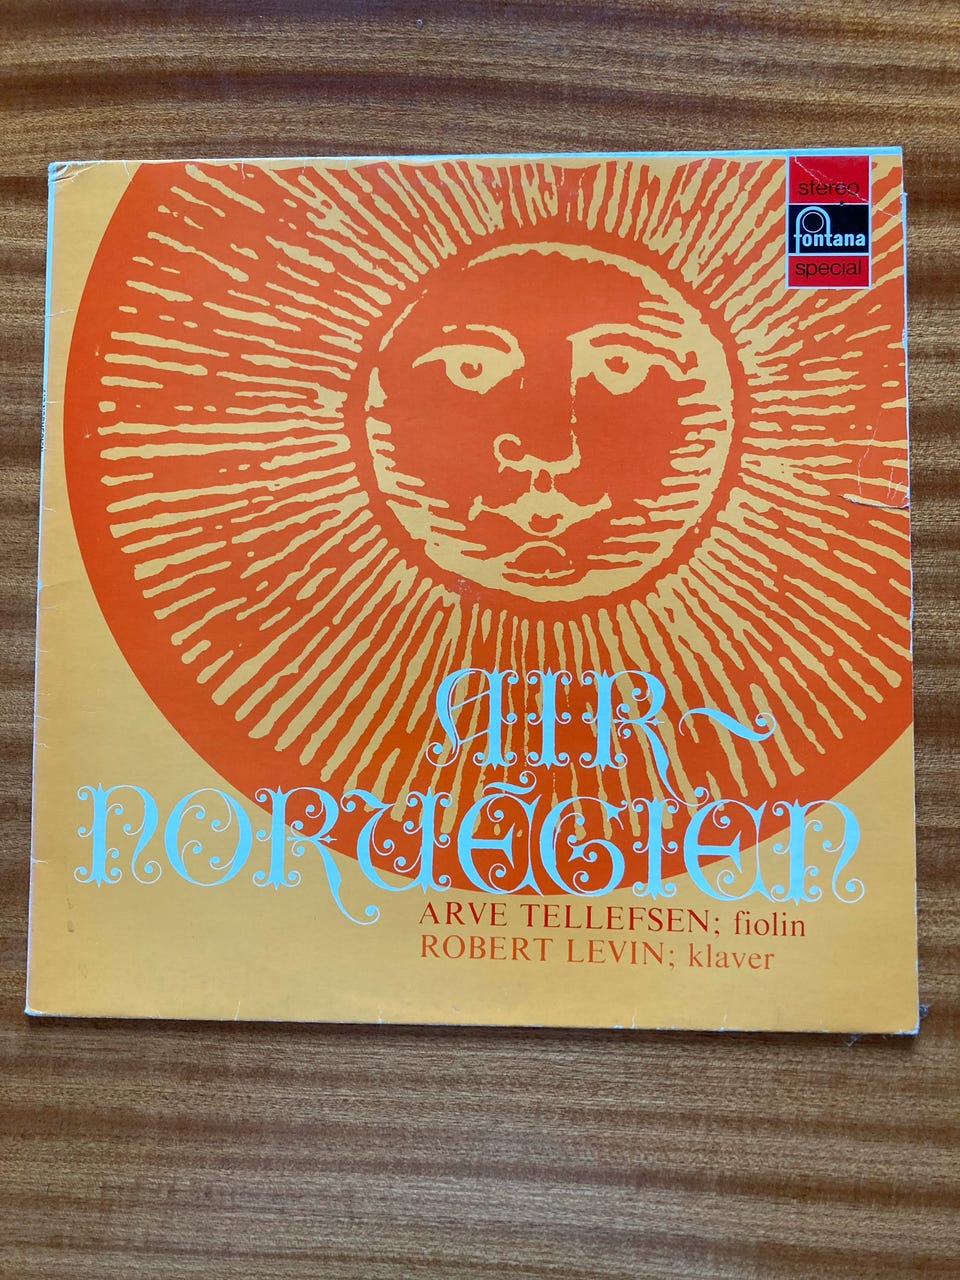 stereo
fontana
special
AIR
NORVÉGIEN
ARVE TELLEFSEN; fiolin
ROBERT LEVIN; klaver